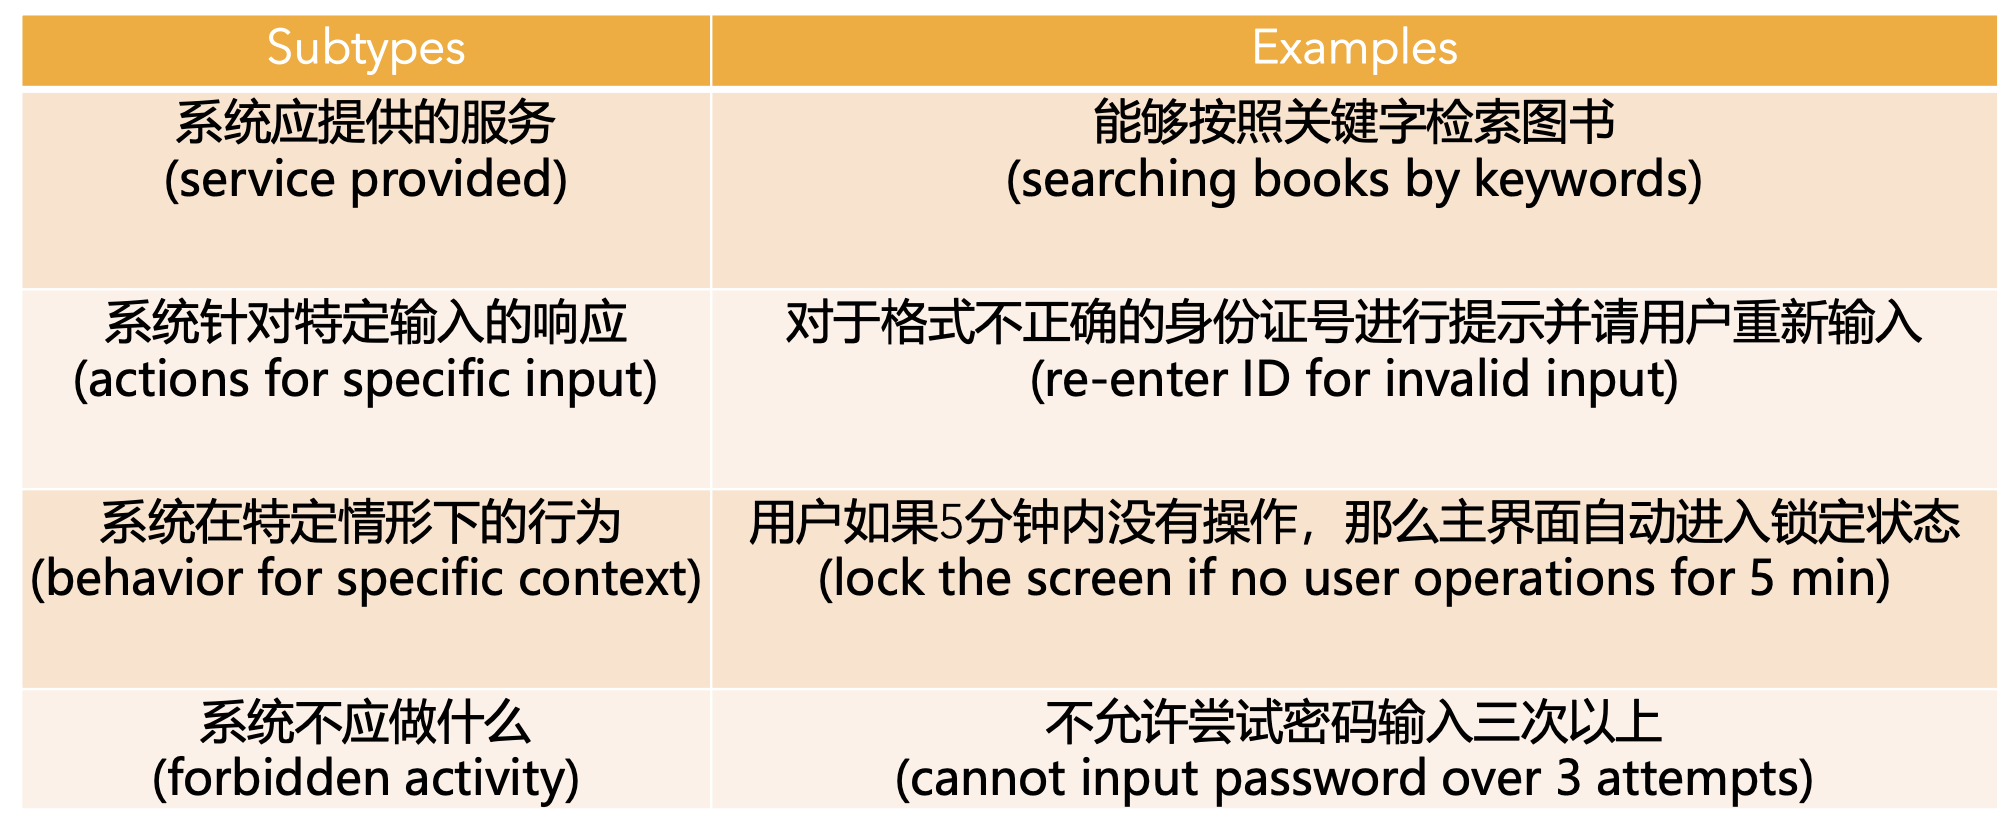 Subtypes
Examples
系统应提供的服务
(service provided)
能够按照关键字检索图书
(searching books by keywords)
系统针对特定输入的响应
(actions for specific input)
对于格式不正确的身份证号进行提示并请用户重新输入
(re-enter ID for invalid input)
系统在特定情形下的行为
(behavior for specific context)
用户如果5分钟内没有操作，那么主界面自动进入锁定状态
(lock the screen if no user operations for 5 min)
系统不应做什么
(forbidden activity)
不允许尝试密码输入三次以上
(cannot input password over 3 attempts)